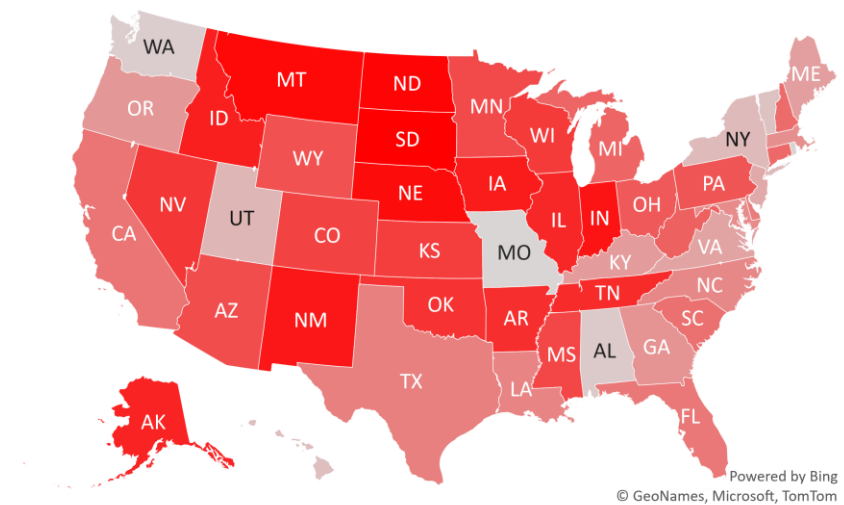 WA
MT
ND
MN
ME
OR
ID
SD
WI
MI
NY
WY
NE
IA
PA
NV
UT
CO
KS
MO
IL
IN
OH
VA
CA
KY
NC
AZ
NM
OK
AR
TN
SC
TX
LA
MS
AL
GA
FL
AK
Powered by Bing
© GeoNames, Microsoft, TomTom